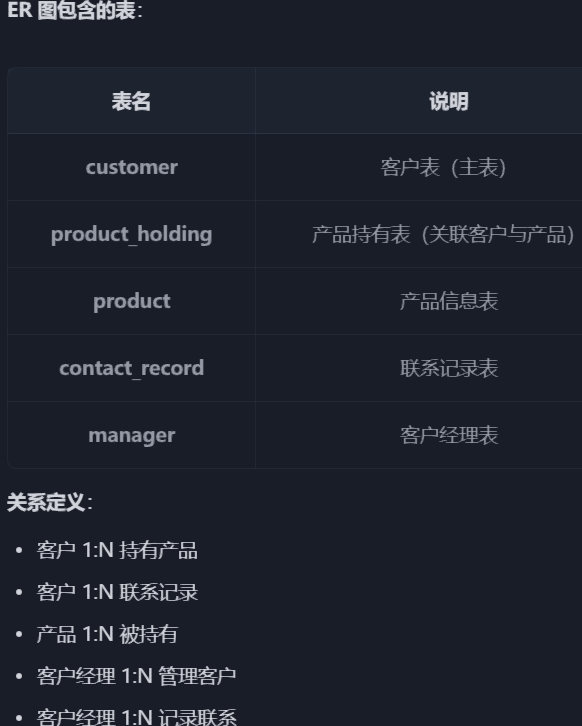 ER 图包含的表：
表名 说明
customer 客户表（主表）
product_holding 产品持有表（关联客户与产品）
product 产品信息表
contact_record 联系记录表
manager 客户经理表
关系定义：
• 客户 1:N 持有产品
• 客户 1:N 联系记录
• 产品 1:N 被持有
• 客户经理 1:N 管理客户
• 客户经理 1:N 记录联系